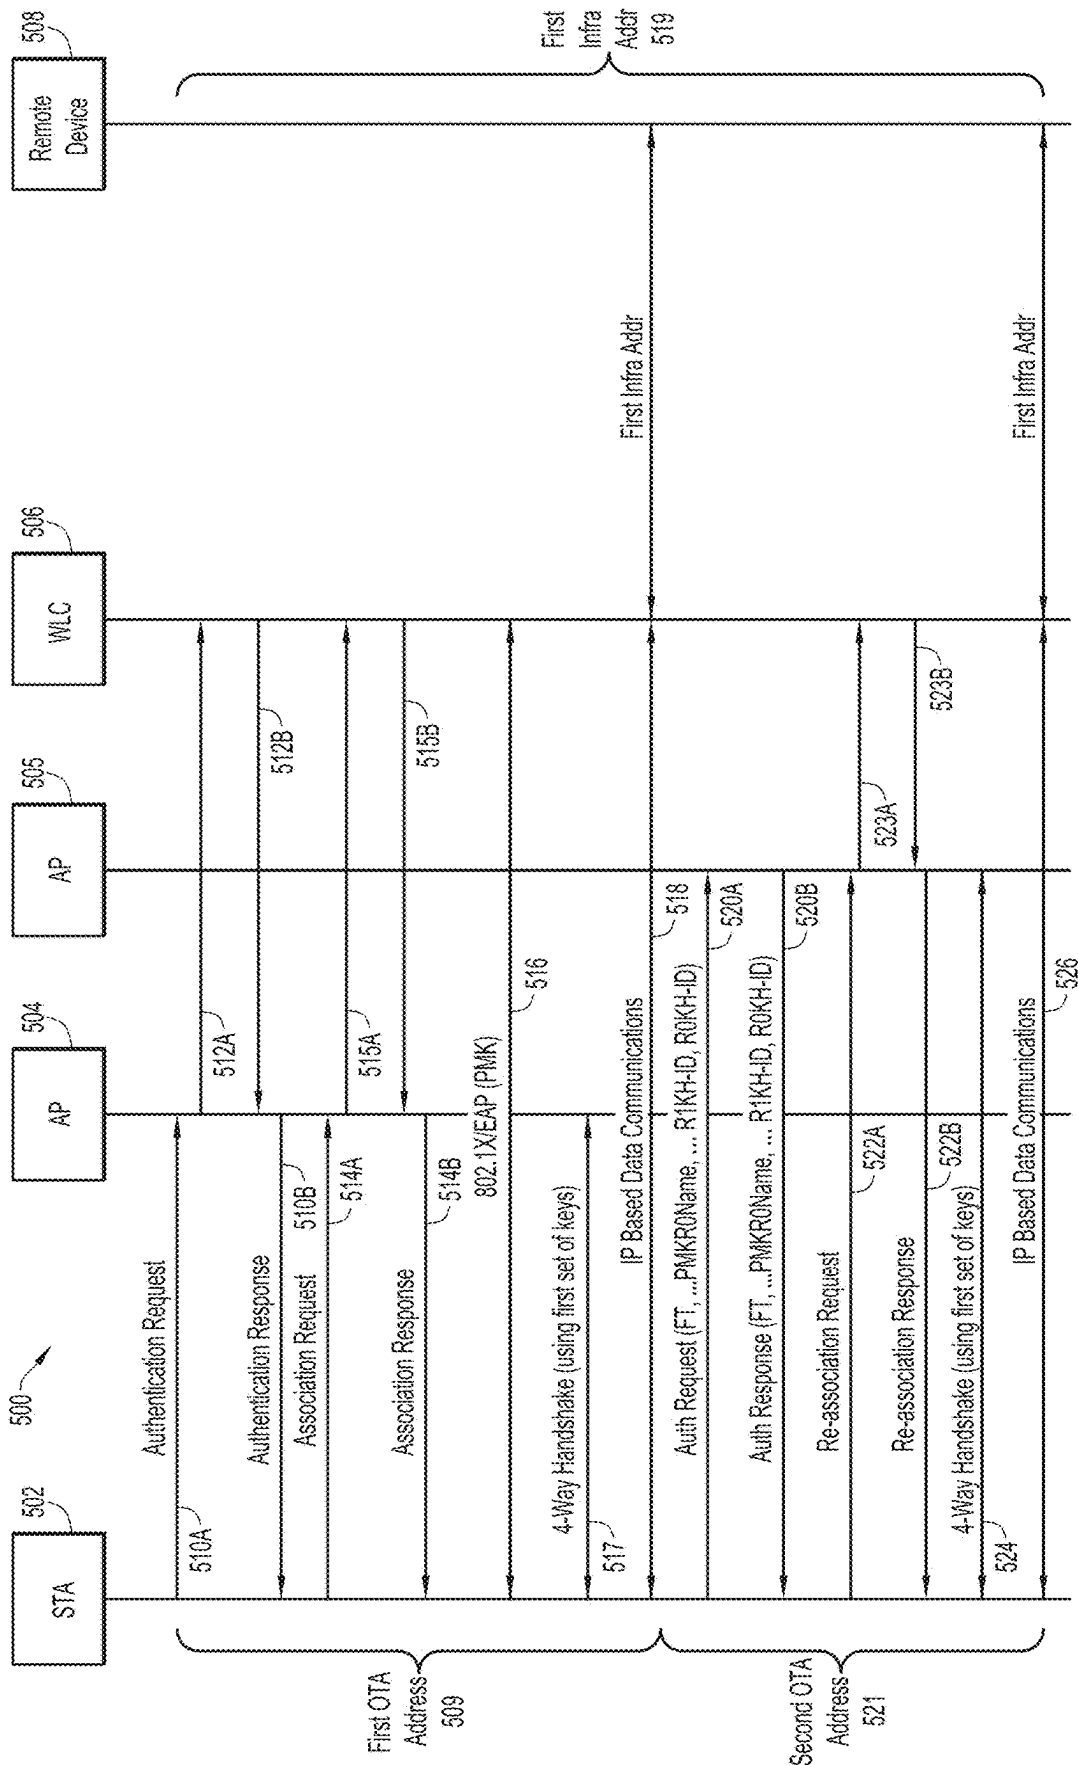 500
502
504
505
506
508
STA
AP
AP
WLC
Remote
Device
Authentication Request
510A
512A
512B
Authentication Response
510B
Association Request
514A
515A
515B
Association Response
514B
802.1X/EAP (PMK)
516
4-Way Handshake (using first set of keys)
517
First OTA
Address
509
IP Based Data Communications
518
First Infra Addr
Auth Request (FT, ...PMKR0Name, ... R1KH-ID, R0KH-ID)
520A
Auth Response (FT, ...PMKR0Name, ... R1KH-ID, R0KH-ID)
520B
Re-association Request
522A
523A
523B
Re-association Response
522B
4-Way Handshake (using first set of keys)
524
Second OTA
Address
521
IP Based Data Communications
526
First Infra Addr
First
Infra
Addr
519